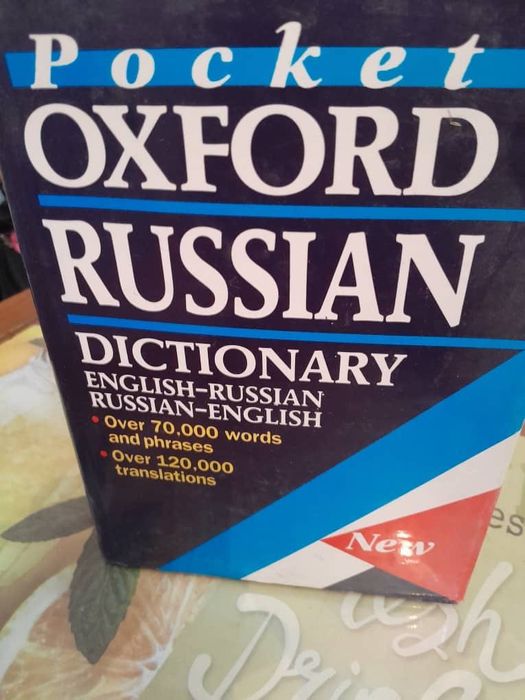 Pocket
OXFORD
RUSSIAN
DICTIONARY
ENGLISH-RUSSIAN
RUSSIAN-ENGLISH
• Over 70,000 words
and phrases
• Over 120,000
translations
New